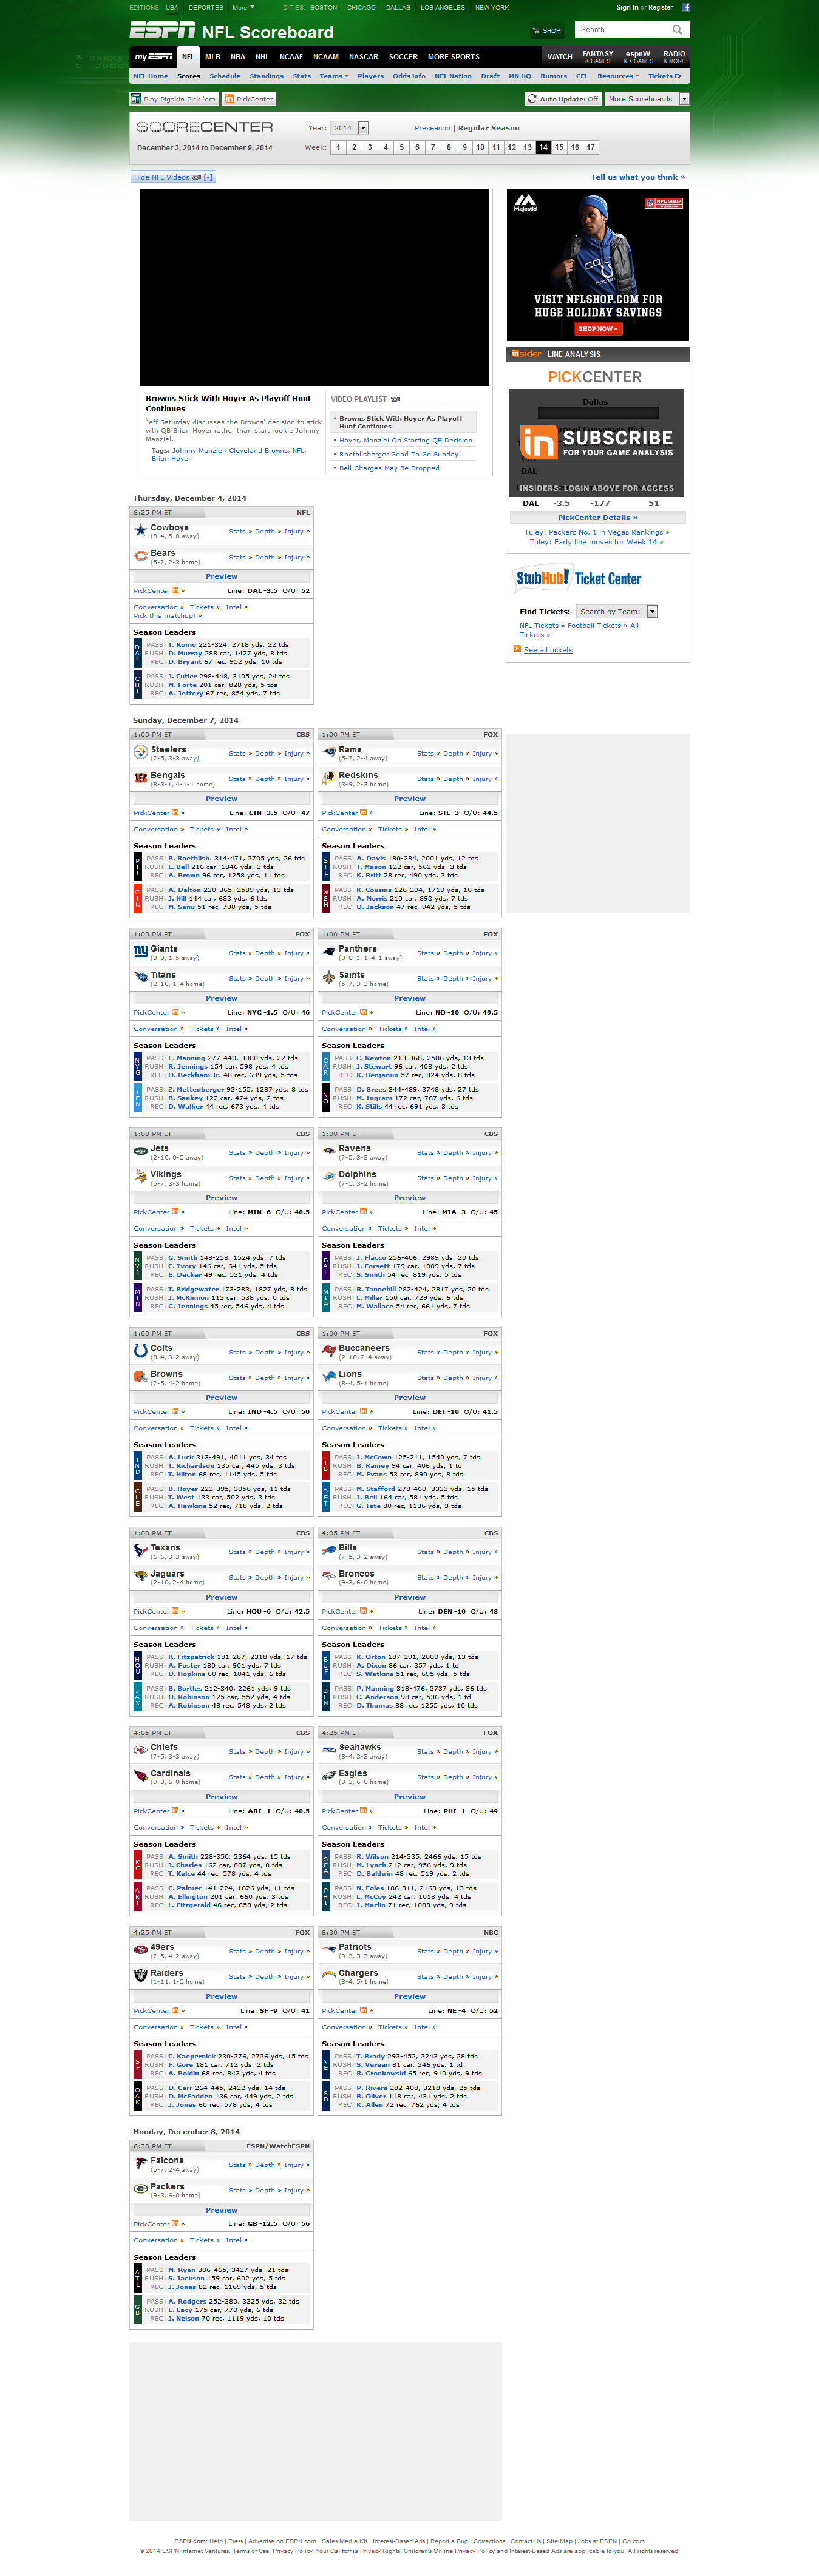 EDITIONS: USA DEPORTES More CITIES: BOSTON CHICAGO DALLAS LOS ANGELES NEW YORK Sign In or Register
ESPN NFL Scoreboard SHOP Search
myESPN NFL MLB NBA NHL NCAAF NCAAM NASCAR SOCCER MORE SPORTS WATCH FANTASY & GAMES espnW & X GAMES RADIO & MORE
NFL Home Scores Schedule Standings Stats Teams Players Odds info NFL Nation Draft MN HQ Rumors CFL Resources Tickets
Play Pigskin Pick 'em PickCenter Auto Update: Off More Scoreboards
SCORECENTER Year: 2014 Preseason | Regular Season
December 3, 2014 to December 9, 2014 Week: 1 2 3 4 5 6 7 8 9 10 11 12 13 14 15 16 17
Hide NFL Videos [-] Tell us what you think »
Majestic NFL SHOP
VISIT NFLSHOP.COM FOR
HUGE HOLIDAY SAVINGS
SHOP NOW »
insider LINE ANALYSIS
PICKCENTER
Dallas
in SUBSCRIBE
FOR YOUR GAME ANALYSIS
DAL
INSIDERS: LOGIN ABOVE FOR ACCESS
DAL -3.5 -177 51
PickCenter Details »
Tuley: Packers No. 1 in Vegas Rankings »
Tuley: Early line moves for Week 14 »
StubHub! Ticket Center
Find Tickets: Search by Team:
NFL Tickets » Football Tickets » All
Tickets »
See all tickets
Browns Stick With Hoyer As Playoff Hunt
Continues
Jeff Saturday discusses the Browns' decision to stick
with QB Brian Hoyer rather than start rookie Johnny
Manziel.
Tags: Johnny Manziel, Cleveland Browns, NFL,
Brian Hoyer
VIDEO PLAYLIST
• Browns Stick With Hoyer As Playoff
Hunt Continues
• Hoyer, Manziel On Starting QB Decision
• Roethlisberger Good To Go Sunday
• Bell Charges May Be Dropped
Thursday, December 4, 2014
8:25 PM ET NFL
Cowboys
(8-4, 5-0 away) Stats » Depth » Injury »
Bears
(5-7, 2-3 home) Stats » Depth » Injury »
Preview
PickCenter in » Line: DAL -3.5 O/U: 52
Conversation » Tickets » Intel »
Pick this matchup! »
Season Leaders
DAL
PASS: T. Romo 221-324, 2718 yds, 22 tds
RUSH: D. Murray 288 car, 1427 yds, 8 tds
REC: D. Bryant 67 rec, 952 yds, 10 tds
CHI
PASS: J. Cutler 298-448, 3105 yds, 24 tds
RUSH: M. Forte 201 car, 828 yds, 5 tds
REC: A. Jeffery 67 rec, 854 yds, 7 tds
Sunday, December 7, 2014
1:00 PM ET CBS
Steelers
(7-5, 3-3 away) Stats » Depth » Injury »
Bengals
(8-3-1, 4-1-1 home) Stats » Depth » Injury »
Preview
PickCenter in » Line: CIN -3.5 O/U: 47
Conversation » Tickets » Intel »
Season Leaders
PIT
PASS: B. Roethlisb. 314-471, 3705 yds, 26 tds
RUSH: L. Bell 216 car, 1046 yds, 3 tds
REC: A. Brown 96 rec, 1258 yds, 11 tds
CIN
PASS: A. Dalton 230-365, 2589 yds, 13 tds
RUSH: J. Hill 144 car, 683 yds, 6 tds
REC: M. Sanu 51 rec, 738 yds, 5 tds
1:00 PM ET FOX
Rams
(5-7, 2-4 away) Stats » Depth » Injury »
Redskins
(3-9, 2-3 home) Stats » Depth » Injury »
Preview
PickCenter in » Line: STL -3 O/U: 44.5
Conversation » Tickets » Intel »
Season Leaders
STL
PASS: A. Davis 180-284, 2001 yds, 12 tds
RUSH: T. Mason 122 car, 562 yds, 3 tds
REC: K. Britt 28 rec, 490 yds, 3 tds
WSH
PASS: K. Cousins 126-204, 1710 yds, 10 tds
RUSH: A. Morris 210 car, 893 yds, 7 tds
REC: D. Jackson 47 rec, 942 yds, 5 tds
1:00 PM ET FOX
Giants
(3-9, 1-5 away) Stats » Depth » Injury »
Titans
(2-10, 1-4 home) Stats » Depth » Injury »
Preview
PickCenter in » Line: NYG -1.5 O/U: 46
Conversation » Tickets » Intel »
Season Leaders
NYG
PASS: E. Manning 277-440, 3080 yds, 22 tds
RUSH: R. Jennings 154 car, 598 yds, 4 tds
REC: O. Beckham Jr. 48 rec, 699 yds, 5 tds
TEN
PASS: Z. Mettenberger 93-155, 1287 yds, 8 tds
RUSH: B. Sankey 122 car, 474 yds, 2 tds
REC: D. Walker 44 rec, 673 yds, 4 tds
1:00 PM ET FOX
Panthers
(3-8-1, 1-4-1 away) Stats » Depth » Injury »
Saints
(5-7, 3-3 home) Stats » Depth » Injury »
Preview
PickCenter in » Line: NO -10 O/U: 49.5
Conversation » Tickets » Intel »
Season Leaders
CAR
PASS: C. Newton 213-368, 2586 yds, 13 tds
RUSH: J. Stewart 96 car, 408 yds, 2 tds
REC: K. Benjamin 57 rec, 824 yds, 8 tds
NO
PASS: D. Brees 344-489, 3748 yds, 27 tds
RUSH: M. Ingram 172 car, 767 yds, 6 tds
REC: K. Stills 44 rec, 691 yds, 3 tds
1:00 PM ET CBS
Jets
(2-10, 0-5 away) Stats » Depth » Injury »
Vikings
(5-7, 3-3 home) Stats » Depth » Injury »
Preview
PickCenter in » Line: MIN -6 O/U: 40.5
Conversation » Tickets » Intel »
Season Leaders
NYJ
PASS: G. Smith 148-258, 1524 yds, 7 tds
RUSH: C. Ivory 146 car, 641 yds, 5 tds
REC: E. Decker 49 rec, 531 yds, 4 tds
MIN
PASS: T. Bridgewater 173-283, 1827 yds, 8 tds
RUSH: J. McKinnon 113 car, 538 yds, 0 tds
REC: G. Jennings 45 rec, 546 yds, 4 tds
1:00 PM ET CBS
Ravens
(7-5, 3-3 away) Stats » Depth » Injury »
Dolphins
(7-5, 3-2 home) Stats » Depth » Injury »
Preview
PickCenter in » Line: MIA -3 O/U: 45
Conversation » Tickets » Intel »
Season Leaders
BAL
PASS: J. Flacco 256-406, 2989 yds, 20 tds
RUSH: J. Forsett 179 car, 1009 yds, 7 tds
REC: S. Smith 54 rec, 819 yds, 5 tds
MIA
PASS: R. Tannehill 282-424, 2817 yds, 20 tds
RUSH: L. Miller 150 car, 729 yds, 6 tds
REC: M. Wallace 54 rec, 661 yds, 7 tds
1:00 PM ET CBS
Colts
(8-4, 3-2 away) Stats » Depth » Injury »
Browns
(7-5, 4-2 home) Stats » Depth » Injury »
Preview
PickCenter in » Line: IND -4.5 O/U: 50
Conversation » Tickets » Intel »
Season Leaders
IND
PASS: A. Luck 313-491, 4011 yds, 34 tds
RUSH: T. Richardson 135 car, 445 yds, 3 tds
REC: T. Hilton 68 rec, 1145 yds, 5 tds
CLE
PASS: B. Hoyer 222-395, 3056 yds, 11 tds
RUSH: T. West 133 car, 502 yds, 3 tds
REC: A. Hawkins 52 rec, 718 yds, 2 tds
1:00 PM ET FOX
Buccaneers
(2-10, 2-4 away) Stats » Depth » Injury »
Lions
(8-4, 5-1 home) Stats » Depth » Injury »
Preview
PickCenter in » Line: DET -10 O/U: 41.5
Conversation » Tickets » Intel »
Season Leaders
TB
PASS: J. McCown 125-211, 1540 yds, 7 tds
RUSH: B. Rainey 94 car, 406 yds, 1 td
REC: M. Evans 53 rec, 890 yds, 8 tds
DET
PASS: M. Stafford 278-460, 3333 yds, 15 tds
RUSH: J. Bell 164 car, 581 yds, 5 tds
REC: G. Tate 80 rec, 1136 yds, 3 tds
1:00 PM ET CBS
Texans
(6-6, 3-3 away) Stats » Depth » Injury »
Jaguars
(2-10, 2-4 home) Stats » Depth » Injury »
Preview
PickCenter in » Line: HOU -6 O/U: 42.5
Conversation » Tickets » Intel »
Season Leaders
HOU
PASS: R. Fitzpatrick 181-287, 2318 yds, 17 tds
RUSH: A. Foster 180 car, 901 yds, 7 tds
REC: D. Hopkins 60 rec, 1041 yds, 6 tds
JAX
PASS: B. Bortles 212-340, 2261 yds, 9 tds
RUSH: D. Robinson 125 car, 552 yds, 4 tds
REC: A. Robinson 48 rec, 548 yds, 2 tds
4:05 PM ET CBS
Bills
(7-5, 3-2 away) Stats » Depth » Injury »
Broncos
(9-3, 6-0 home) Stats » Depth » Injury »
Preview
PickCenter in » Line: DEN -10 O/U: 48
Conversation » Tickets » Intel »
Season Leaders
BUF
PASS: K. Orton 187-291, 2000 yds, 13 tds
RUSH: A. Dixon 86 car, 357 yds, 1 td
REC: S. Watkins 51 rec, 695 yds, 5 tds
DEN
PASS: P. Manning 318-476, 3737 yds, 36 tds
RUSH: C. Anderson 98 car, 536 yds, 1 td
REC: D. Thomas 88 rec, 1255 yds, 10 tds
4:05 PM ET CBS
Chiefs
(7-5, 3-3 away) Stats » Depth » Injury »
Cardinals
(9-3, 6-0 home) Stats » Depth » Injury »
Preview
PickCenter in » Line: ARI -1 O/U: 40.5
Conversation » Tickets » Intel »
Season Leaders
KC
PASS: A. Smith 228-350, 2364 yds, 15 tds
RUSH: J. Charles 162 car, 807 yds, 8 tds
REC: T. Kelce 44 rec, 578 yds, 4 tds
ARI
PASS: C. Palmer 141-224, 1626 yds, 11 tds
RUSH: A. Ellington 201 car, 660 yds, 3 tds
REC: L. Fitzgerald 46 rec, 658 yds, 2 tds
4:25 PM ET FOX
Seahawks
(8-4, 3-3 away) Stats » Depth » Injury »
Eagles
(9-3, 6-0 home) Stats » Depth » Injury »
Preview
PickCenter in » Line: PHI -1 O/U: 49
Conversation » Tickets » Intel »
Season Leaders
SEA
PASS: R. Wilson 214-335, 2466 yds, 15 tds
RUSH: M. Lynch 212 car, 956 yds, 9 tds
REC: D. Baldwin 48 rec, 519 yds, 2 tds
PHI
PASS: N. Foles 186-311, 2163 yds, 13 tds
RUSH: L. McCoy 242 car, 1018 yds, 4 tds
REC: J. Maclin 71 rec, 1088 yds, 9 tds
4:25 PM ET FOX
49ers
(7-5, 4-2 away) Stats » Depth » Injury »
Raiders
(1-11, 1-5 home) Stats » Depth » Injury »
Preview
PickCenter in » Line: SF -9 O/U: 41
Conversation » Tickets » Intel »
Season Leaders
SF
PASS: C. Kaepernick 230-376, 2736 yds, 15 tds
RUSH: F. Gore 181 car, 712 yds, 2 tds
REC: A. Boldin 68 rec, 843 yds, 4 tds
OAK
PASS: D. Carr 264-445, 2422 yds, 14 tds
RUSH: D. McFadden 136 car, 449 yds, 2 tds
REC: J. Jones 60 rec, 578 yds, 4 tds
8:30 PM ET NBC
Patriots
(9-3, 3-3 away) Stats » Depth » Injury »
Chargers
(8-4, 5-1 home) Stats » Depth » Injury »
Preview
PickCenter in » Line: NE -4 O/U: 52
Conversation » Tickets » Intel »
Season Leaders
NE
PASS: T. Brady 293-452, 3243 yds, 28 tds
RUSH: S. Vereen 81 car, 346 yds, 1 td
REC: R. Gronkowski 65 rec, 910 yds, 9 tds
SD
PASS: P. Rivers 282-408, 3218 yds, 25 tds
RUSH: B. Oliver 118 car, 431 yds, 2 tds
REC: K. Allen 72 rec, 762 yds, 4 tds
Monday, December 8, 2014
8:30 PM ET ESPN/WatchESPN
Falcons
(5-7, 2-4 away) Stats » Depth » Injury »
Packers
(9-3, 6-0 home) Stats » Depth » Injury »
Preview
PickCenter in » Line: GB -12.5 O/U: 56
Conversation » Tickets » Intel »
Season Leaders
ATL
PASS: M. Ryan 306-465, 3427 yds, 21 tds
RUSH: S. Jackson 159 car, 602 yds, 5 tds
REC: J. Jones 82 rec, 1169 yds, 5 tds
GB
PASS: A. Rodgers 252-380, 3325 yds, 32 tds
RUSH: E. Lacy 175 car, 770 yds, 6 tds
REC: J. Nelson 70 rec, 1119 yds, 10 tds
ESPN.com: Help | Press | Advertise on ESPN.com | Sales Media Kit | Interest-Based Ads | Report a Bug | Corrections | Contact Us | Site Map | Jobs at ESPN | Go.com
© 2014 ESPN Internet Ventures. Terms of Use, Privacy Policy, Your California Privacy Rights, Children's Online Privacy Policy and Interest-Based Ads are applicable to you. All rights reserved.